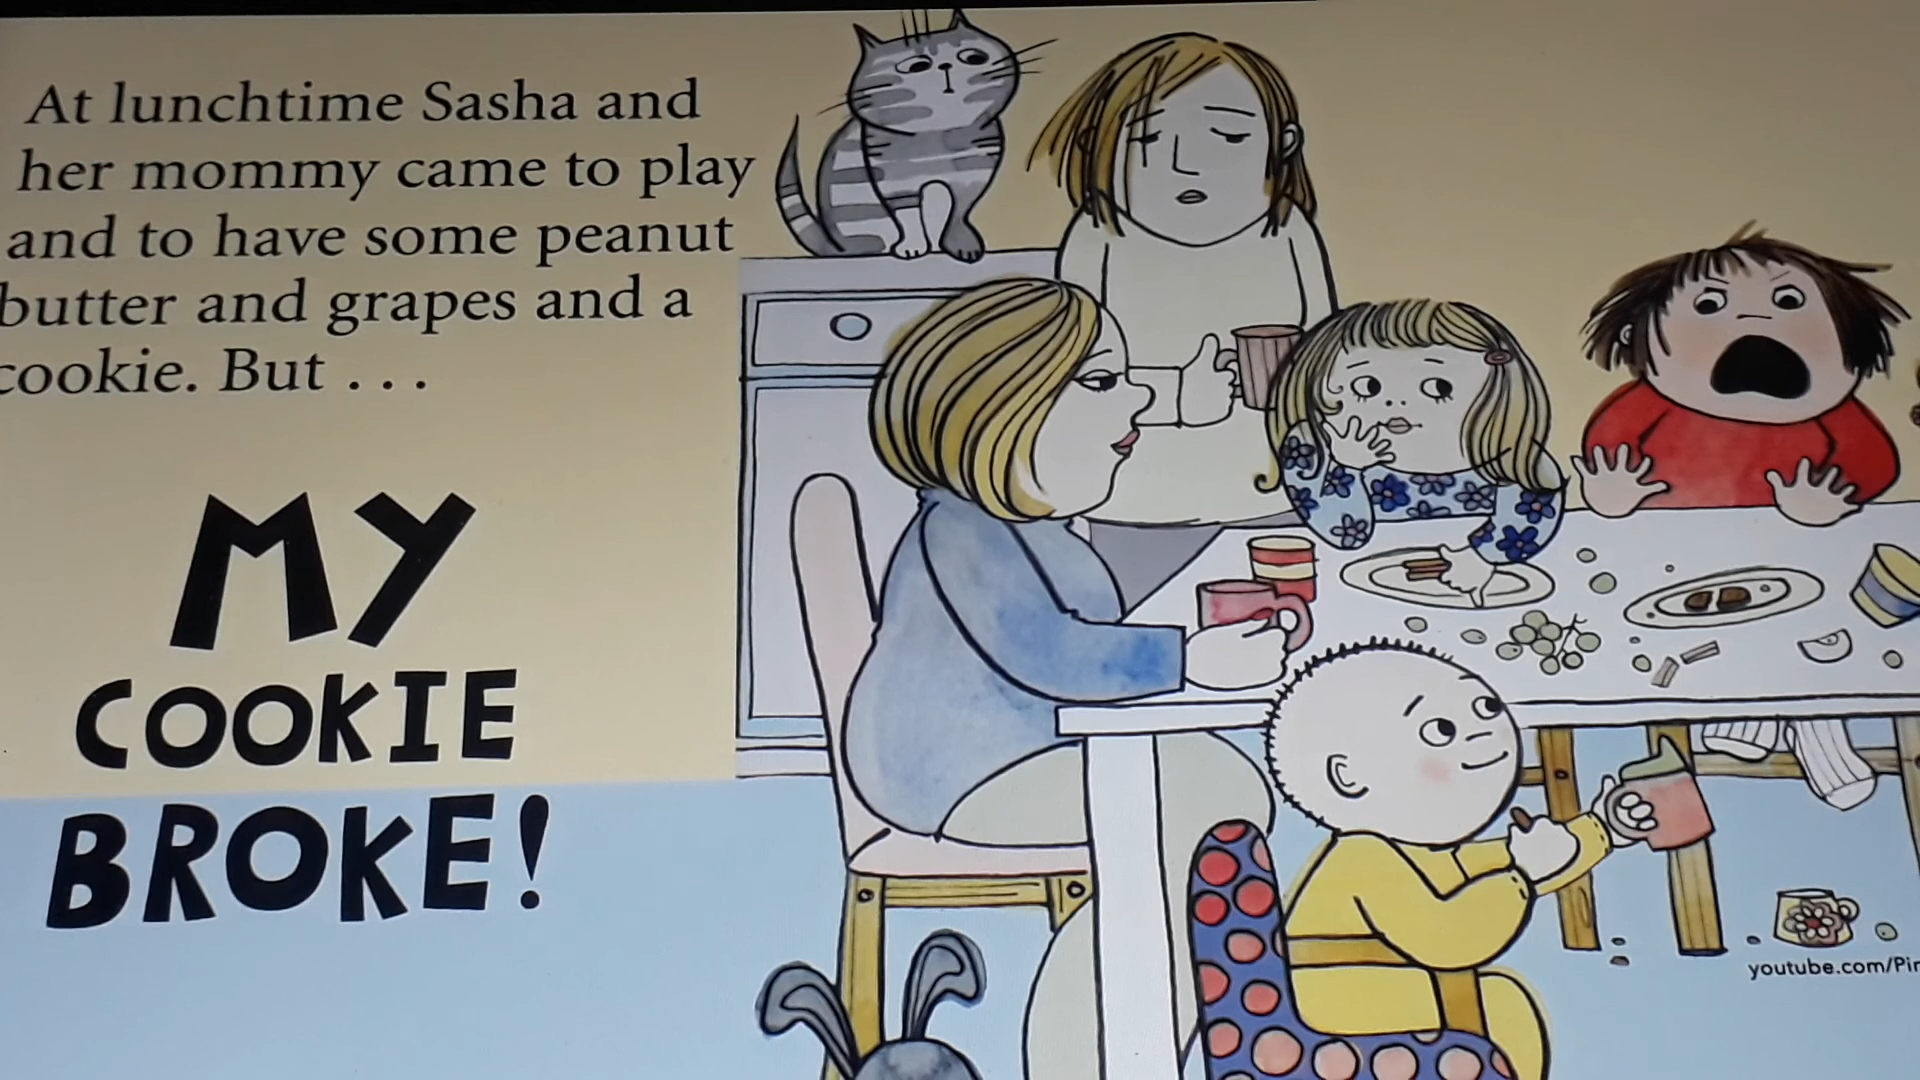 At lunchtime Sasha and
her mommy came to play
and to have some peanut
butter and grapes and a
cookie. But . . .
MY
COOKIE
BROKE!
youtube.com/Pin